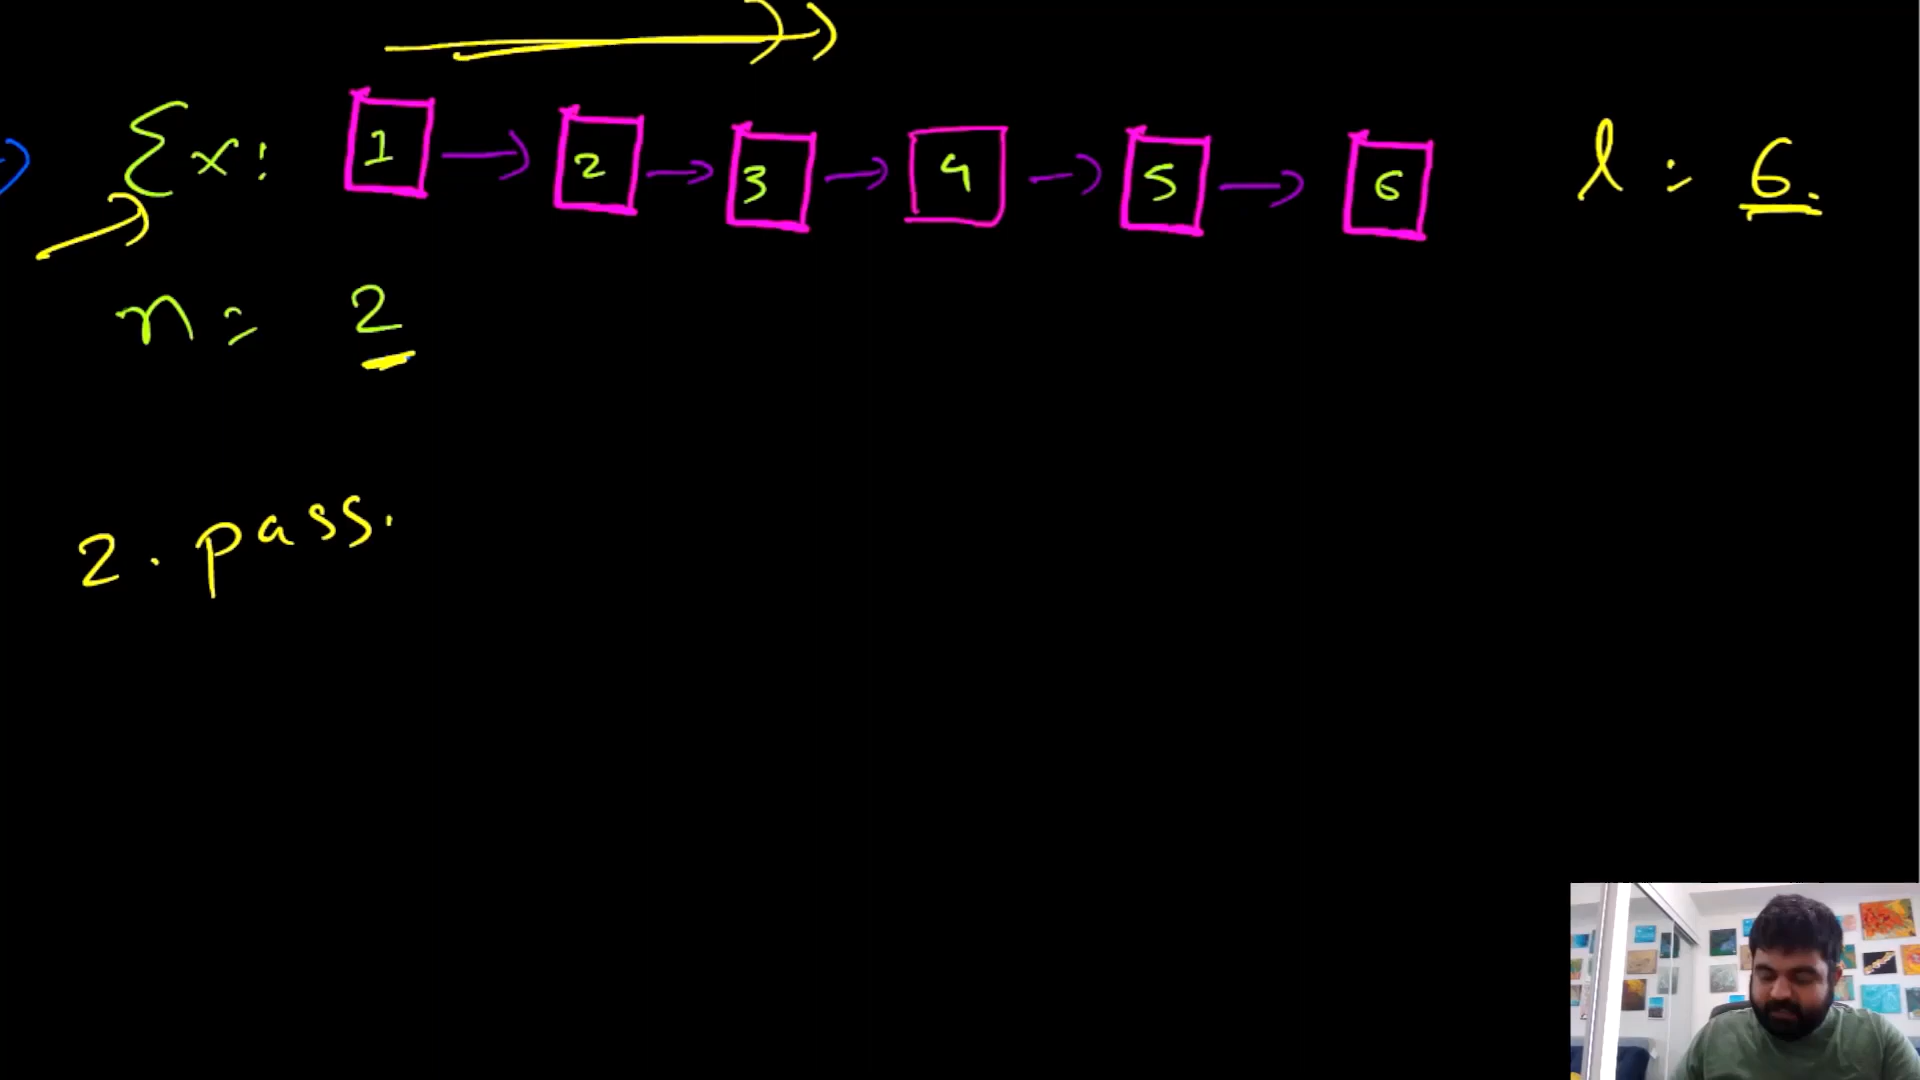 Ex: 1 → 2 → 3 → 4 → 5 → 6 l = 6.
n = 2
2. pass.